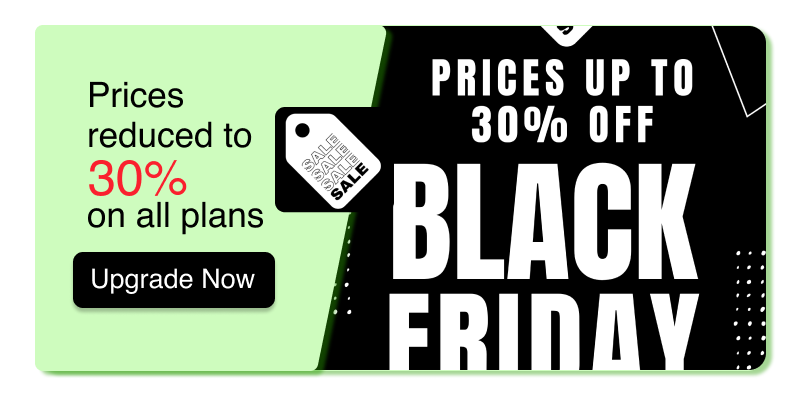 Prices
reduced to
30%
on all plans
Upgrade Now
SALE
SALE
SALE
SALE
PRICES UP TO
30% OFF
BLACK
FRIDAY